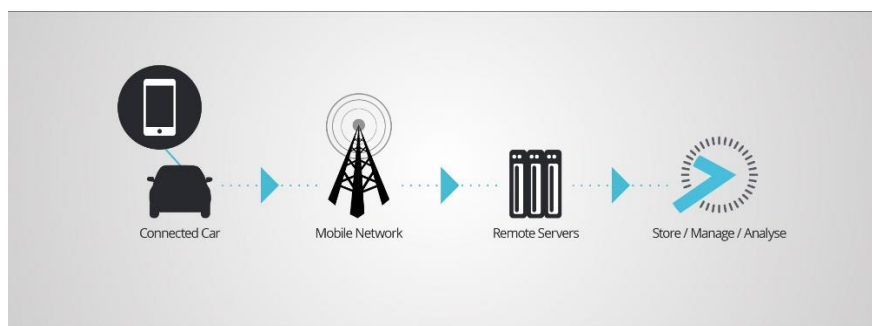 Connected Car
Mobile Network
Remote Servers
Store / Manage / Analyse